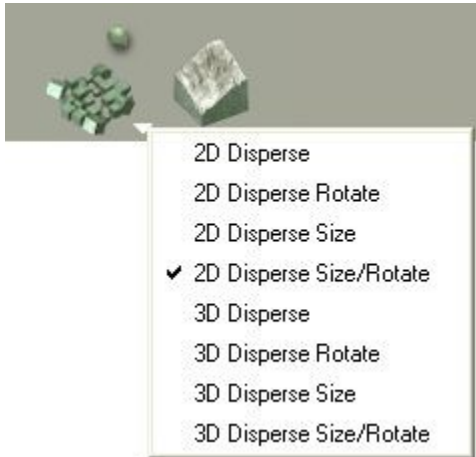 2D Disperse
2D Disperse Rotate
2D Disperse Size
2D Disperse Size/Rotate
3D Disperse
3D Disperse Rotate
3D Disperse Size
3D Disperse Size/Rotate